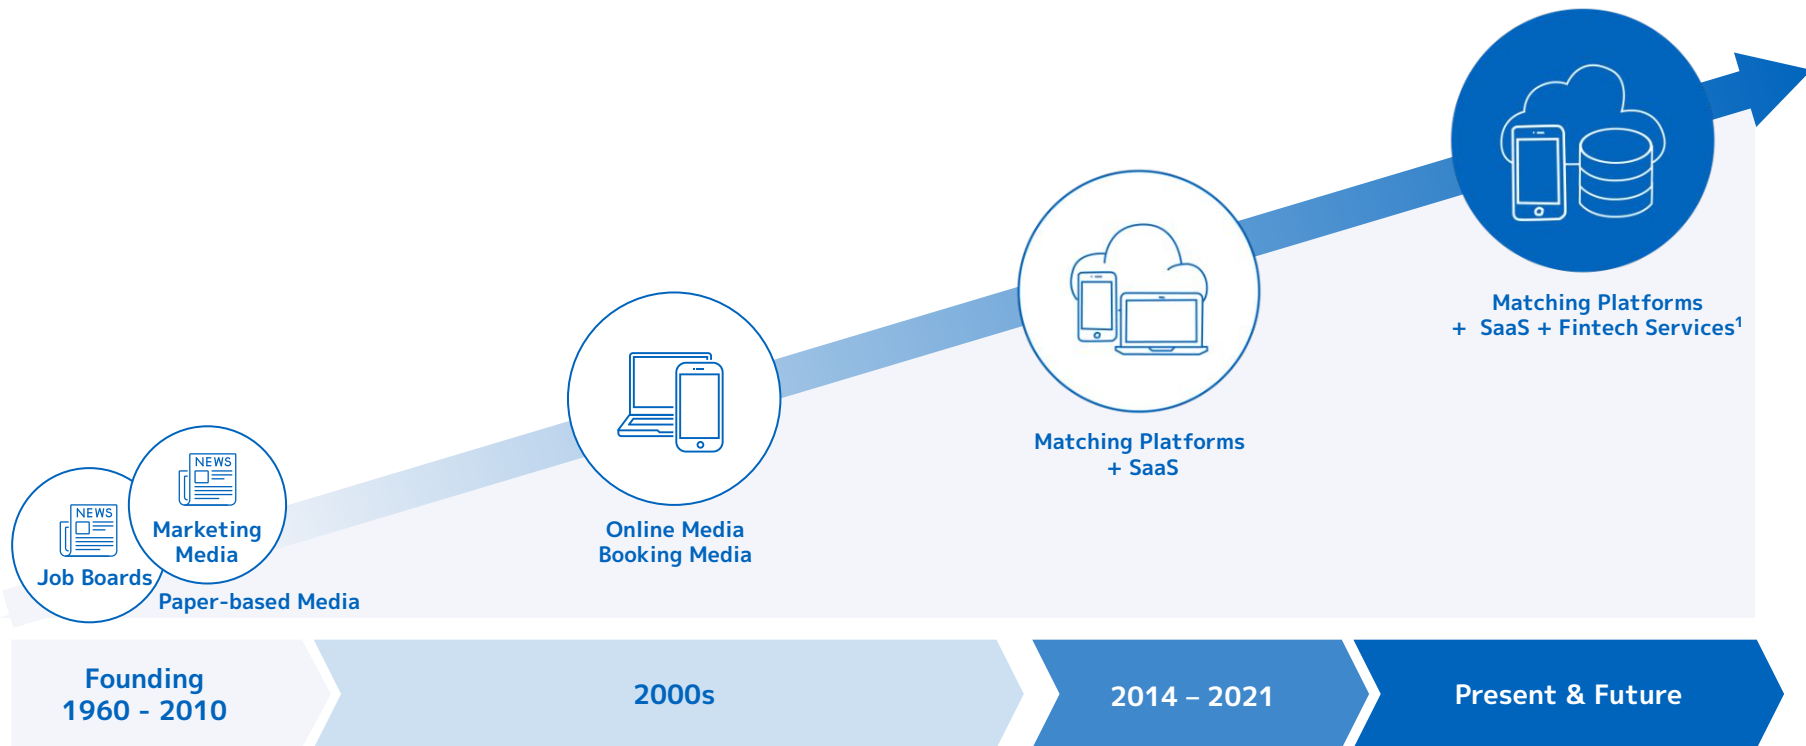 NEWS
Job Boards
NEWS
Marketing
Media
Paper-based Media
Online Media
Booking Media
Matching Platforms
+ SaaS
Matching Platforms
+ SaaS + Fintech Services¹
Founding
1960 - 2010
2000s
2014 – 2021
Present & Future